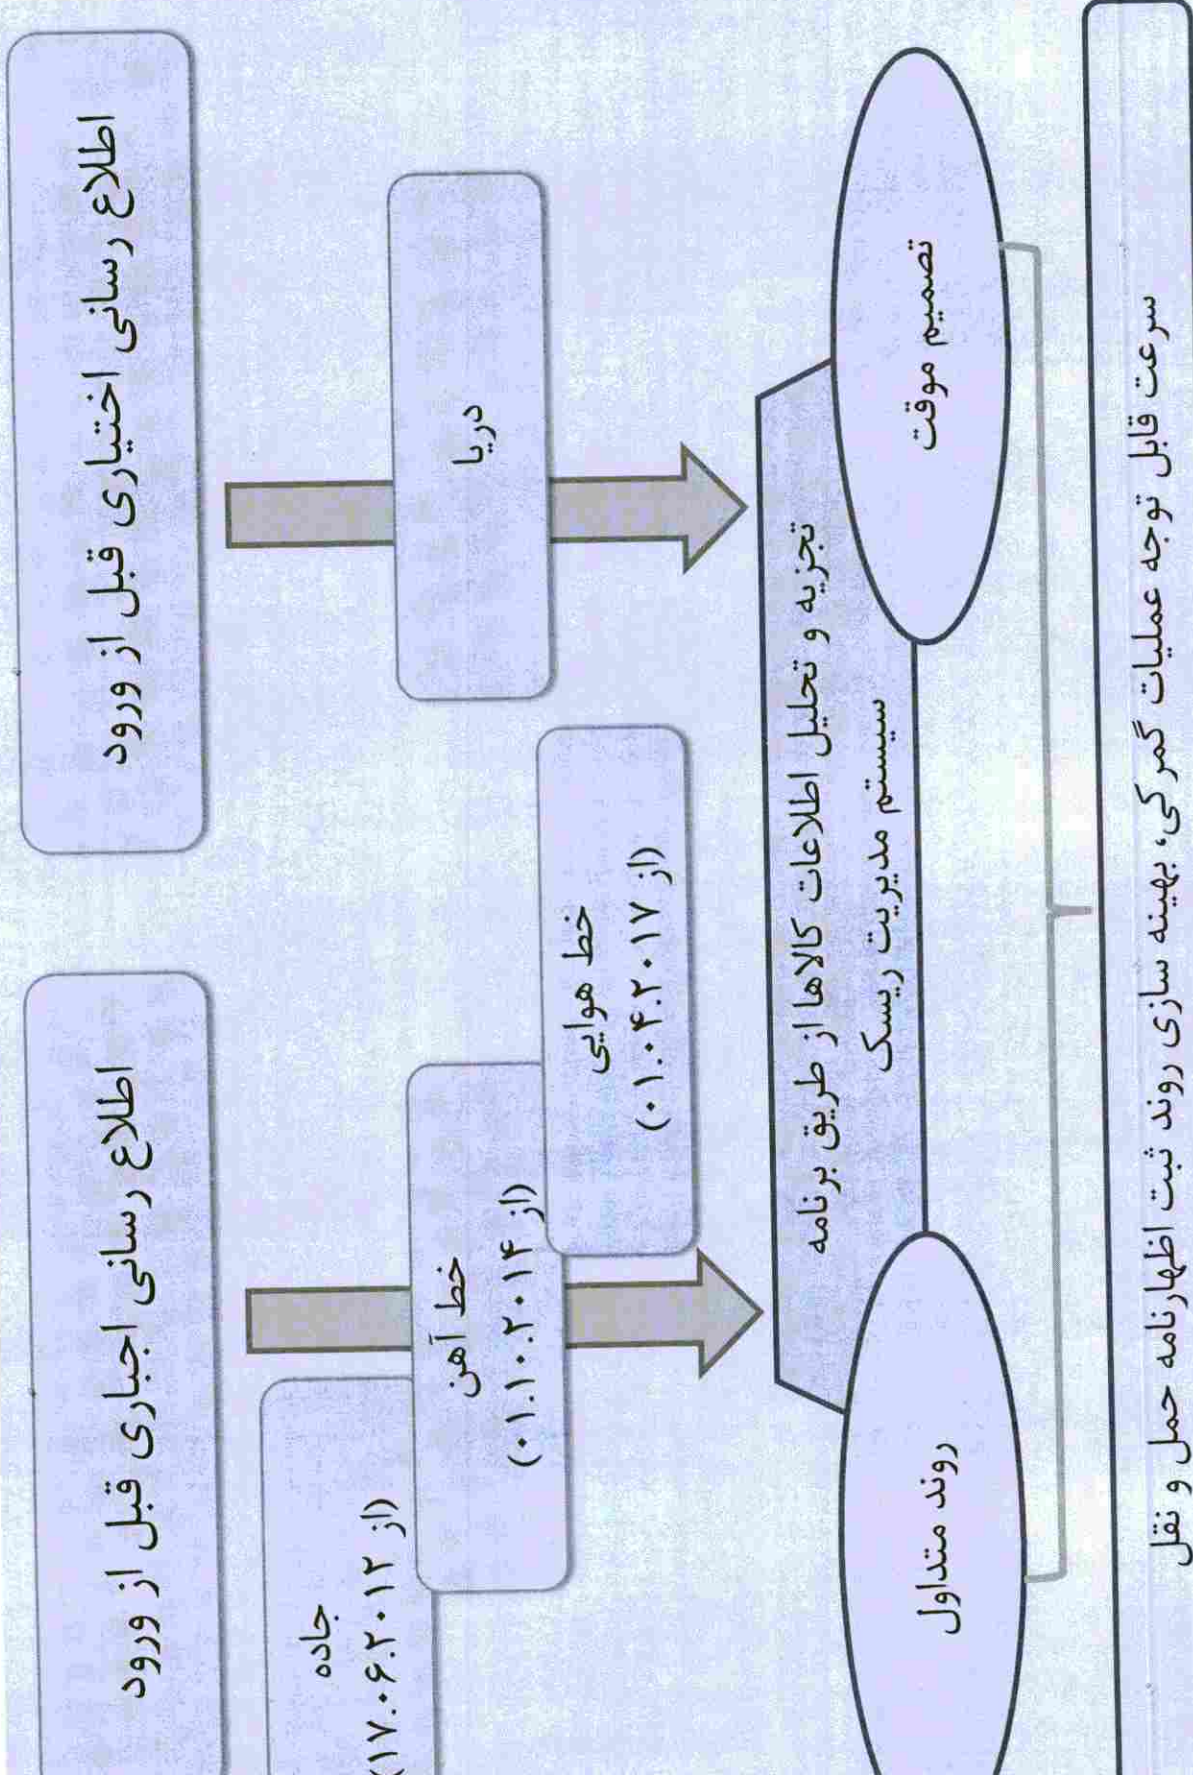 اطلاع رسانی اختیاری قبل از ورود
اطلاع رسانی اجباری قبل از ورود
دریا
جاده
(از ۱۷.۰۶.۲۰۱۲)
خط آهن
(از ۰۱.۱۰.۲۰۱۴)
خط هوایی
(از ۰۱.۰۴.۲۰۱۷)
تجزیه و تحلیل اطلاعات کالاها از طریق برنامه
سیستم مدیریت ریسک
تصمیم موقت
روند متداول
سرعت قابل توجه عملیات گمرکی، بهینه سازی روند ثبت اظهارنامه حمل و نقل